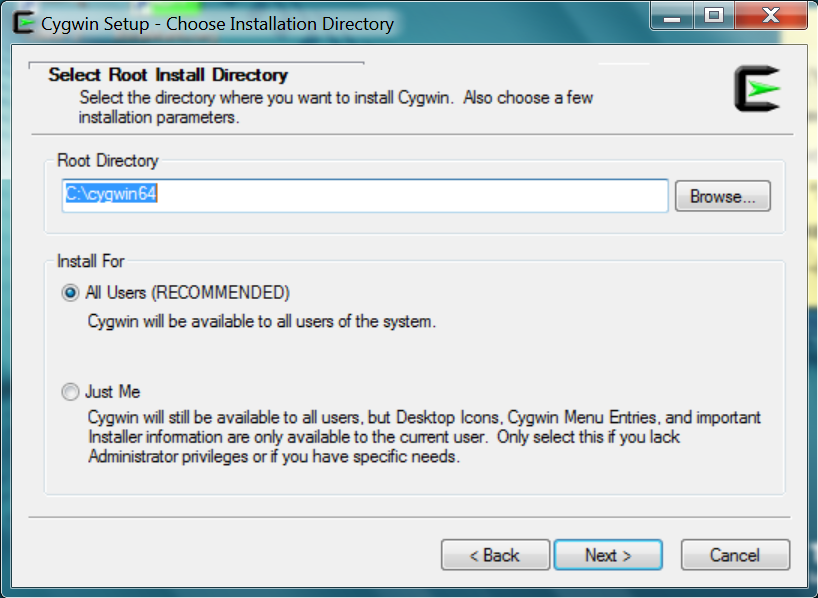 Cygwin Setup - Choose Installation Directory
Select Root Install Directory
Select the directory where you want to install Cygwin. Also choose a few
installation parameters.
Root Directory
C:\cygwin64
Browse...
Install For
All Users (RECOMMENDED)
Cygwin will be available to all users of the system.
Just Me
Cygwin will still be available to all users, but Desktop Icons, Cygwin Menu Entries, and important
Installer information are only available to the current user. Only select this if you lack
Administrator privileges or if you have specific needs.
< Back
Next >
Cancel